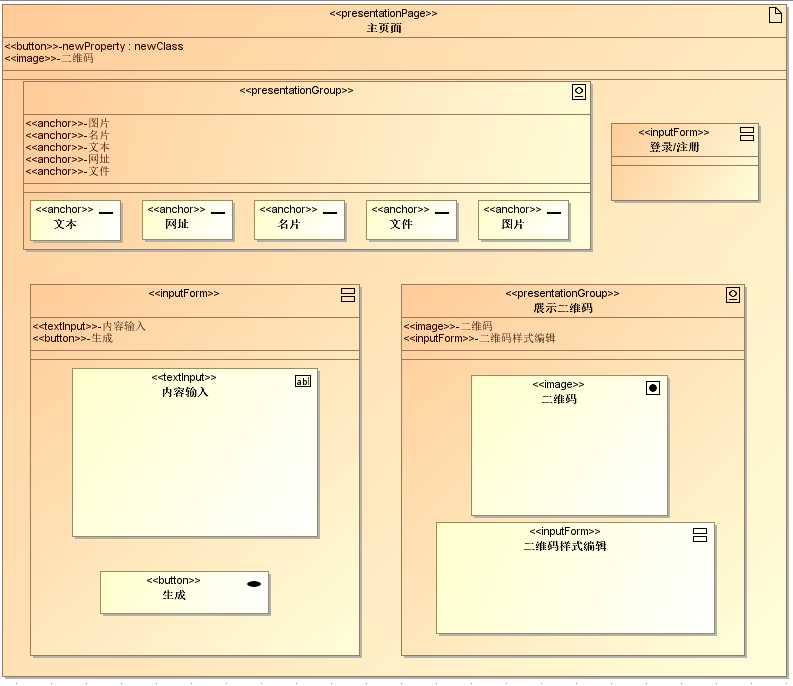 <<presentationPage>>
主页面
<<button>>-newProperty : newClass
<<image>>-二维码
<<presentationGroup>>
<<anchor>>-图片
<<anchor>>-名片
<<anchor>>-文本
<<anchor>>-网址
<<anchor>>-文件
<<anchor>>
文本
<<anchor>>
网址
<<anchor>>
名片
<<anchor>>
文件
<<anchor>>
图片
<<inputForm>>
登录/注册
<<inputForm>>
<<textInput>>-内容输入
<<button>>-生成
<<textInput>>
abl
内容输入
<<button>>
生成
<<presentationGroup>>
展示二维码
<<image>>-二维码
<<inputForm>>-二维码样式编辑
<<image>>
二维码
<<inputForm>>
二维码样式编辑